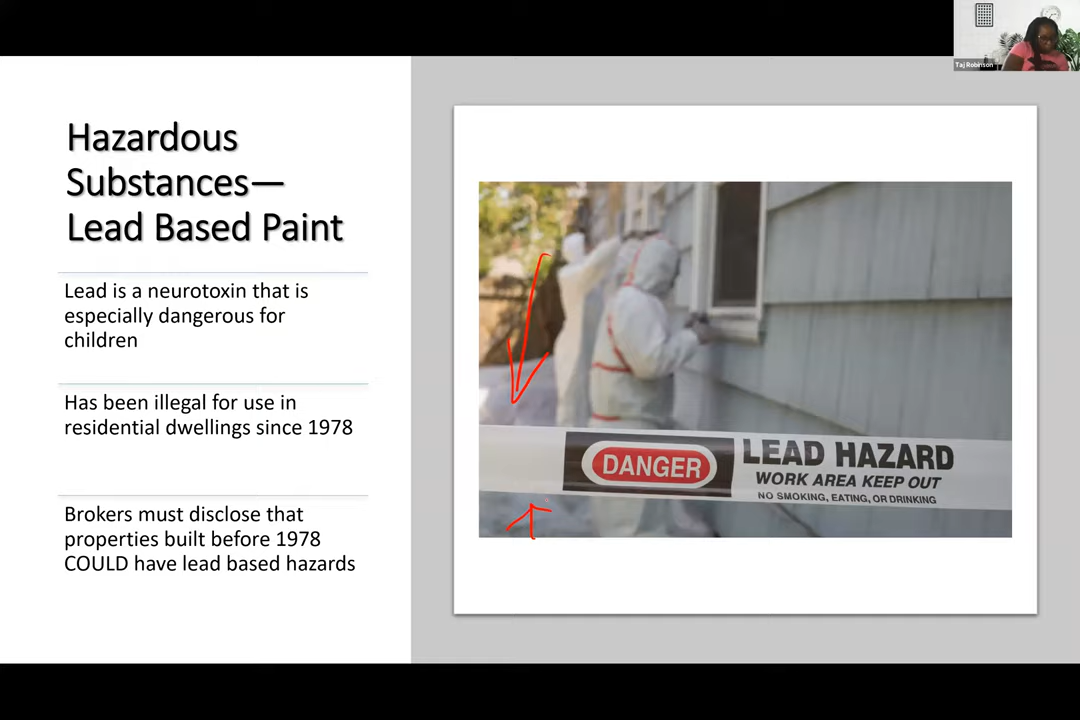 Taj Robinson
Hazardous
Substances—
Lead Based Paint
Lead is a neurotoxin that is
especially dangerous for
children
Has been illegal for use in
residential dwellings since 1978
Brokers must disclose that
properties built before 1978
COULD have lead based hazards
DANGER
LEAD HAZARD
WORK AREA KEEP OUT
NO SMOKING, EATING, OR DRINKING